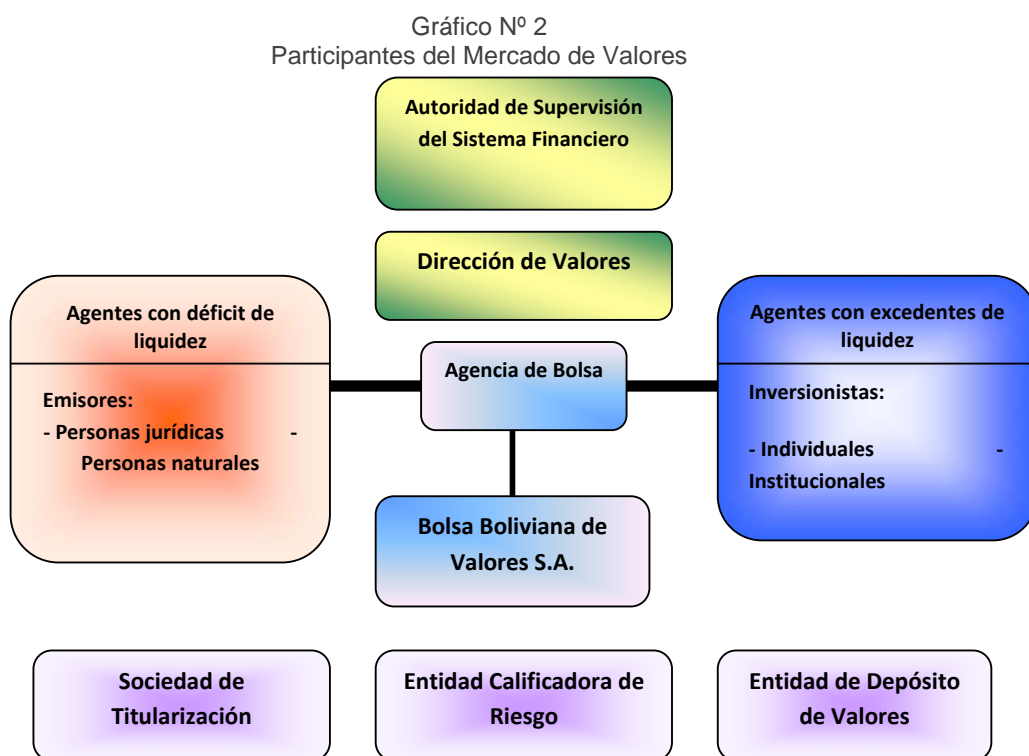 Gráfico Nº 2
Participantes del Mercado de Valores
Autoridad de Supervisión
del Sistema Financiero
Dirección de Valores
Agentes con déficit de
liquidez
Emisores:
- Personas jurídicas -
Personas naturales
Agencia de Bolsa
Agentes con excedentes de
liquidez
Inversionistas:
- Individuales -
Institucionales
Bolsa Boliviana de
Valores S.A.
Sociedad de
Titularización
Entidad Calificadora de
Riesgo
Entidad de Depósito
de Valores